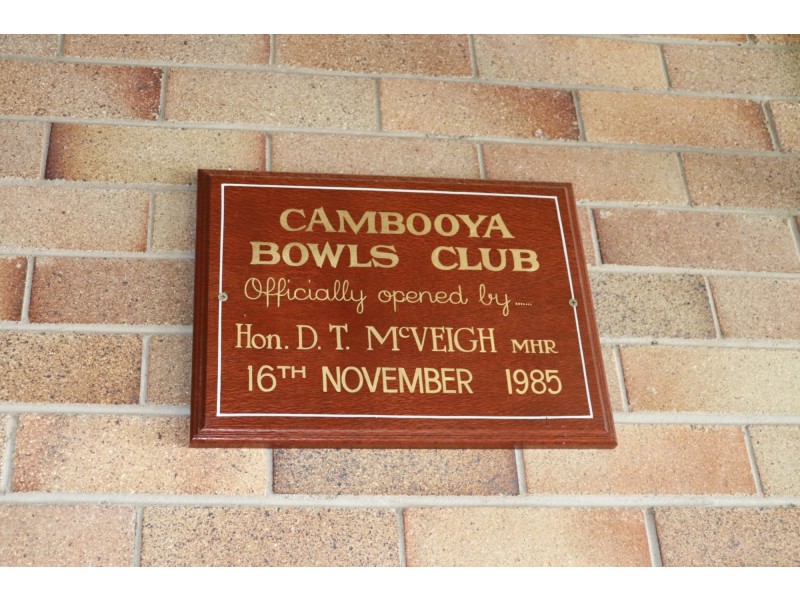 CAMBOOYA
BOWLS CLUB
Officially opened by......
Hon. D. T. McVEIGH MHR
16TH NOVEMBER 1985